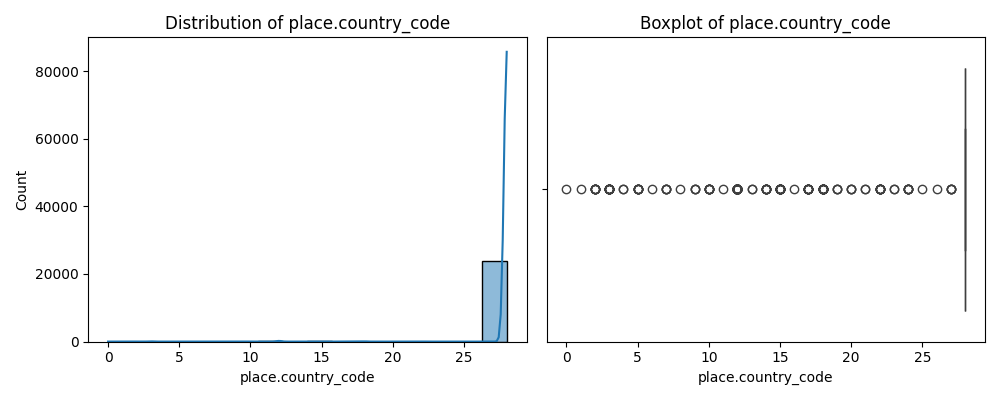 Distribution of place.country_code
Boxplot of place.country_code
80000
60000
40000
20000
0
Count
0 5 10 15 20 25
0 5 10 15 20 25
place.country_code
place.country_code